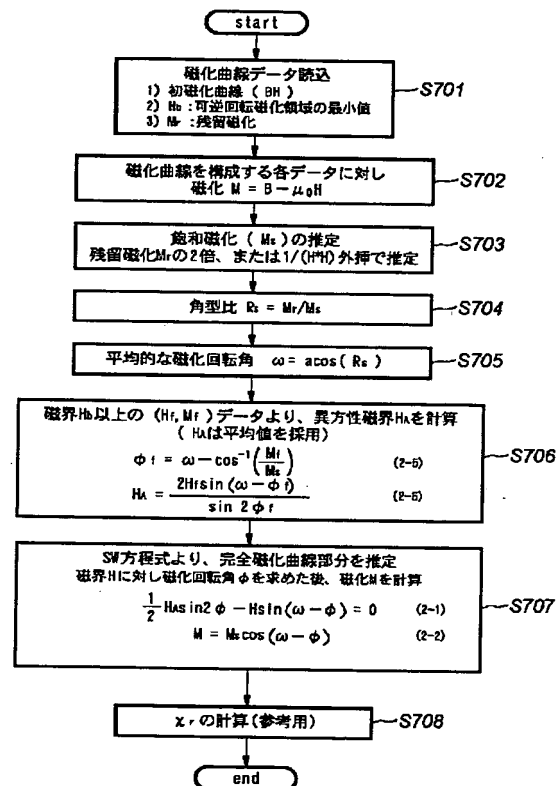 start
磁化曲線データ読込
1) 初磁化曲線 ( BH )
2) Hb : 可逆回転磁化領域の最小値
3) Mr : 残留磁化
S701
磁化曲線を構成する各データに対し
磁化 M = B−μ0H
S702
飽和磁化 ( Ms ) の推定
残留磁化Mrの2倍、または1/(H*H)外挿で推定
S703
角型比 Rs = Mr/Ms
S704
平均的な磁化回転角 ω= acos( Rs )
S705
磁界Hb以上の (Hf, Mf ) データより、異方性磁界HAを計算
( HAは平均値を採用)
φf = ω−cos⁻¹(Mf/Ms) (2-5)
HA = 2Hfsin(ω−φf)/sin 2φf (2-5)
S706
SW方程式より、完全磁化曲線部分を推定
磁界Hに対し磁化回転角φを求めた後、磁化Mを計算
1/2 HAsin2φ−Hsin(ω−φ) = 0 (2-1)
M = Mscos(ω−φ) (2-2)
S707
χrの計算(参考用)
S708
end